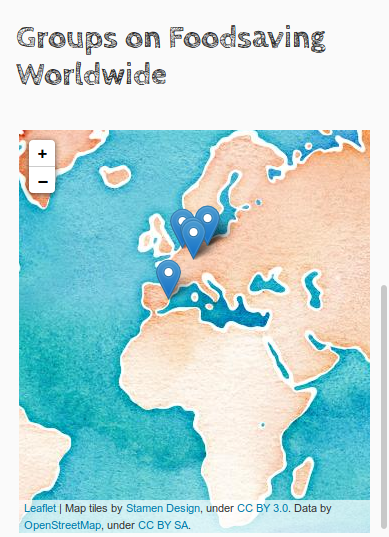 Groups on Foodsaving
Worldwide
+
−
Leaflet | Map tiles by Stamen Design, under CC BY 3.0. Data by
OpenStreetMap, under CC BY SA.